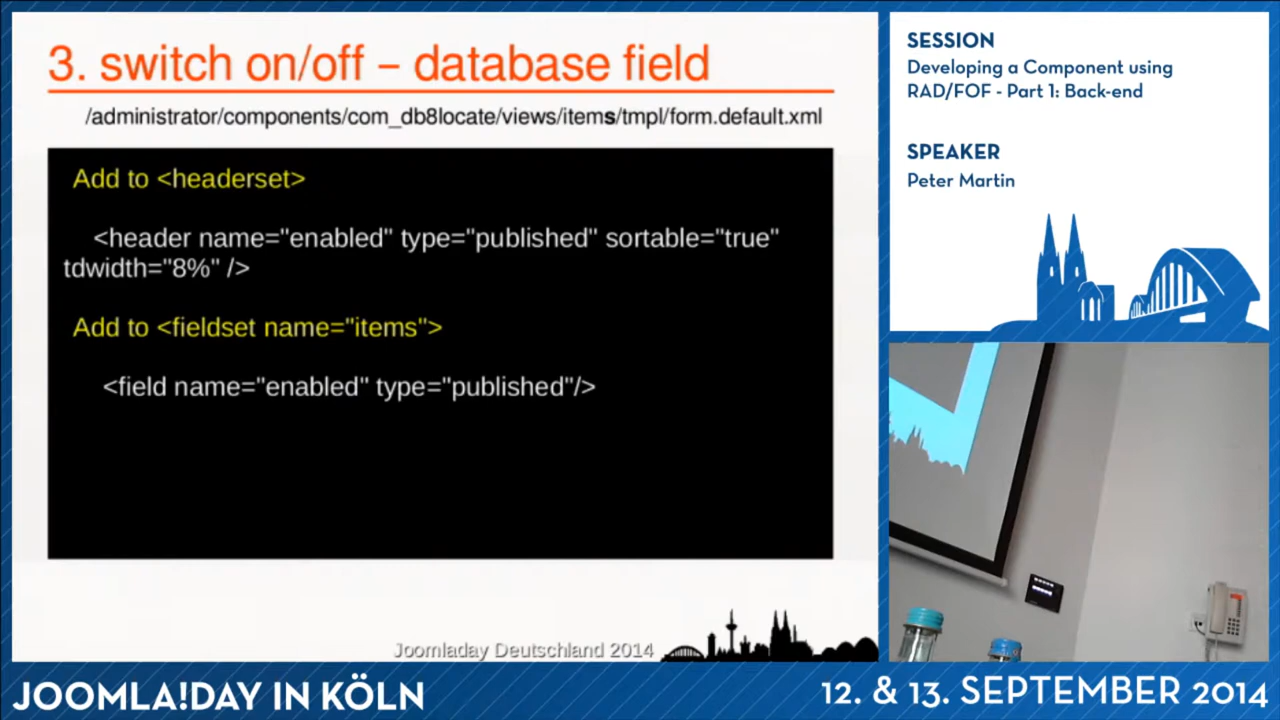 3. switch on/off – database field
/administrator/components/com_db8locate/views/items/tmpl/form.default.xml
Add to <headerset>
<header name="enabled" type="published" sortable="true"
tdwidth="8%" />
Add to <fieldset name="items">
<field name="enabled" type="published"/>
Joomladay Deutschland 2014
SESSION
Developing a Component using
RAD/FOF - Part 1: Back-end
SPEAKER
Peter Martin
JOOMLA!DAY IN KÖLN
12. & 13. SEPTEMBER 2014